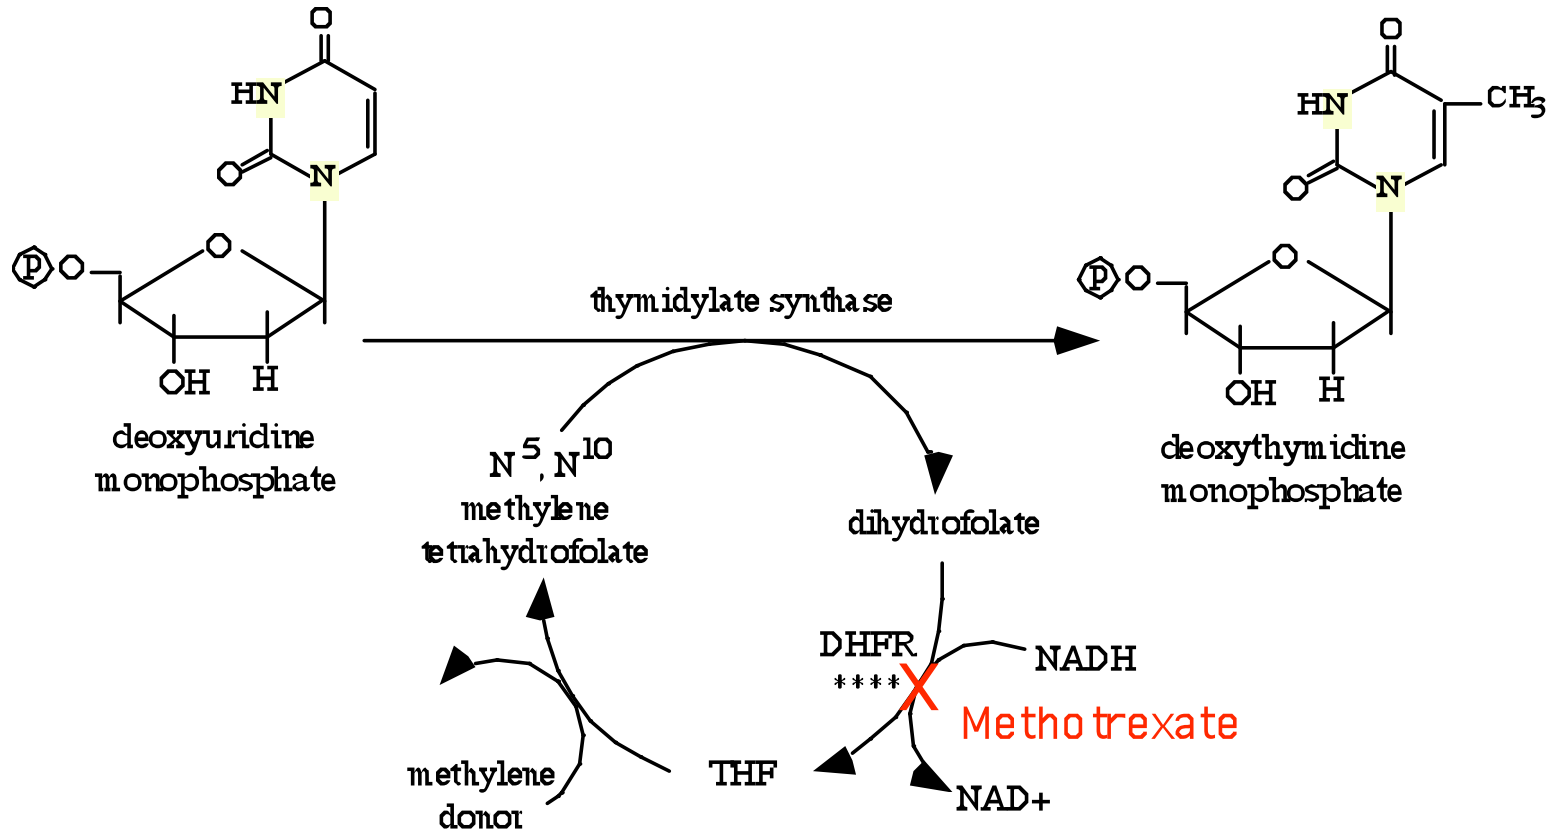 O
HN
O
N
O
P O
OH
H
deoxyuridine
monophosphate
thymidylate synthase
O
HN
CH3
O
N
O
P O
OH
H
deoxythymidine
monophosphate
N5, N10
methylene
tetrahydrofolate
dihydrofolate
DHFR
****
X
NADH
Methotrexate
THF
NAD+
methylene
donor